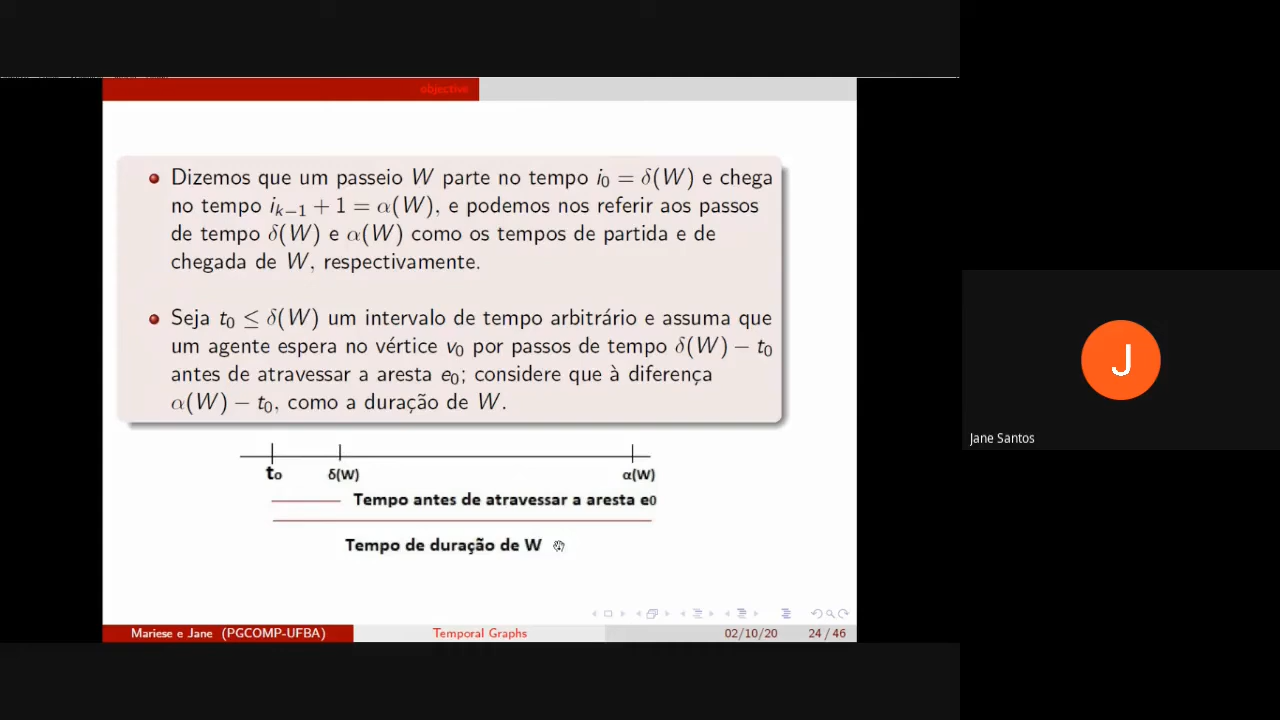 objective
Dizemos que um passeio W parte no tempo i₀ = δ(W) e chega
no tempo iₖ₋₁ + 1 = α(W), e podemos nos referir aos passos
de tempo δ(W) e α(W) como os tempos de partida e de
chegada de W, respectivamente.
Seja t₀ ≤ δ(W) um intervalo de tempo arbitrário e assuma que
um agente espera no vértice v₀ por passos de tempo δ(W) − t₀
antes de atravessar a aresta e₀; considere que à diferença
α(W) − t₀, como a duração de W.
to δ(W) α(W)
Tempo antes de atravessar a aresta e0
Tempo de duração de W
Mariese e Jane (PGCOMP-UFBA) Temporal Graphs 02/10/20 24 / 46
J
Jane Santos